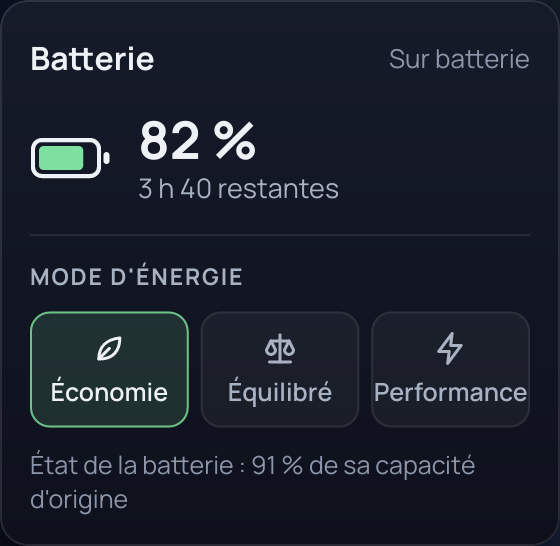 Batterie
Sur batterie
82 %
3 h 40 restantes
MODE D'ÉNERGIE
Économie
Équilibré
Performance
État de la batterie : 91 % de sa capacité
d'origine